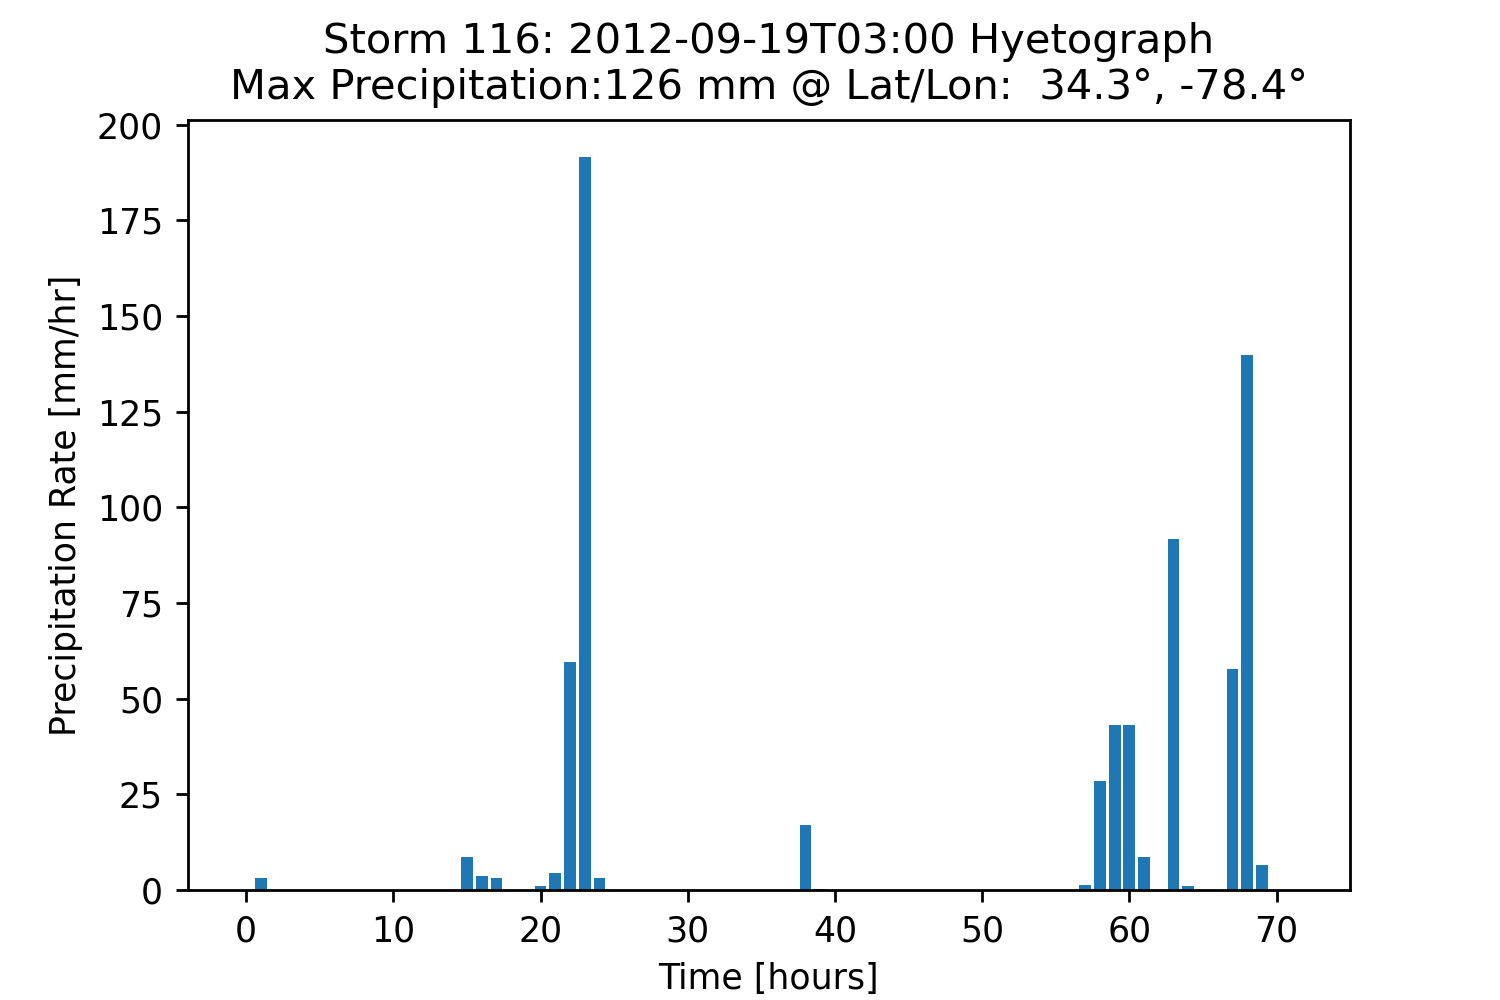 Storm 116: 2012-09-19T03:00 Hyetograph
Max Precipitation:126 mm @ Lat/Lon:  34.3°, -78.4°
200
175
150
125
100
75
50
25
0
Precipitation Rate [mm/hr]
0 10 20 30 40 50 60 70
Time [hours]